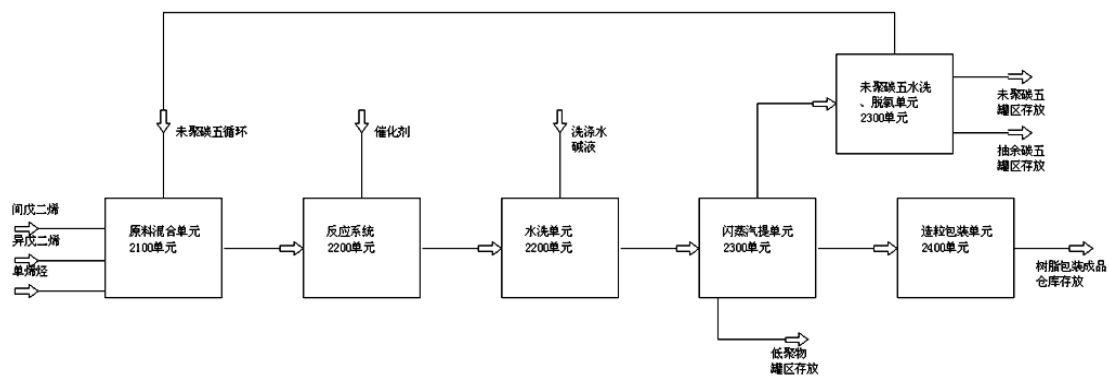 未聚碳五水洗
、脱氯单元
2300单元
未聚碳五
罐区存放
抽余碳五
罐区存放
未聚碳五循环
催化剂
洗涤水
碱液
间戊二烯
异戊二烯
单烯烃
原料混合单元
2100单元
反应系统
2200单元
水洗单元
2200单元
闪蒸汽提单元
2300单元
造粒包装单元
2400单元
树脂包装成品
仓库存放
低聚物
罐区存放